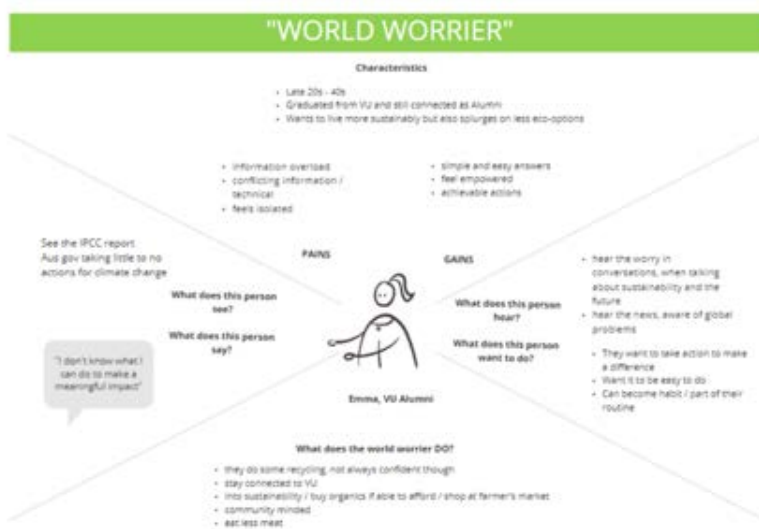 "WORLD WORRIER"
Characteristics
• Late 20s - 40s
• Graduated from VU and still connected as Alumni
• Wants to live more sustainably but also splurges on less eco-options
• information overload
• conflicting information /
technical
• feels isolated
• simple and easy answers
• feel empowered
• achievable actions
PAINS
GAINS
See the IPCC report
Aus gov taking little to no
actions for climate change
What does this person
see?
What does this person
say?
"I don't know what I
can do to make a
meaningful impact"
What does this person
hear?
• hear the worry in
conversations, when talking
about sustainability and the
future
• hear the news, aware of global
problems
What does this person
want to do?
• They want to take action to make
a difference
• Want it to be easy to do
• Can become habit / part of their
routine
Emma, VU Alumni
What does the world worrier DO?
• they do some recycling, not always confident though
• stay connected to VU
• into sustainability / buy organics if able to afford / shop at farmer's market
• community minded
• eat less meat